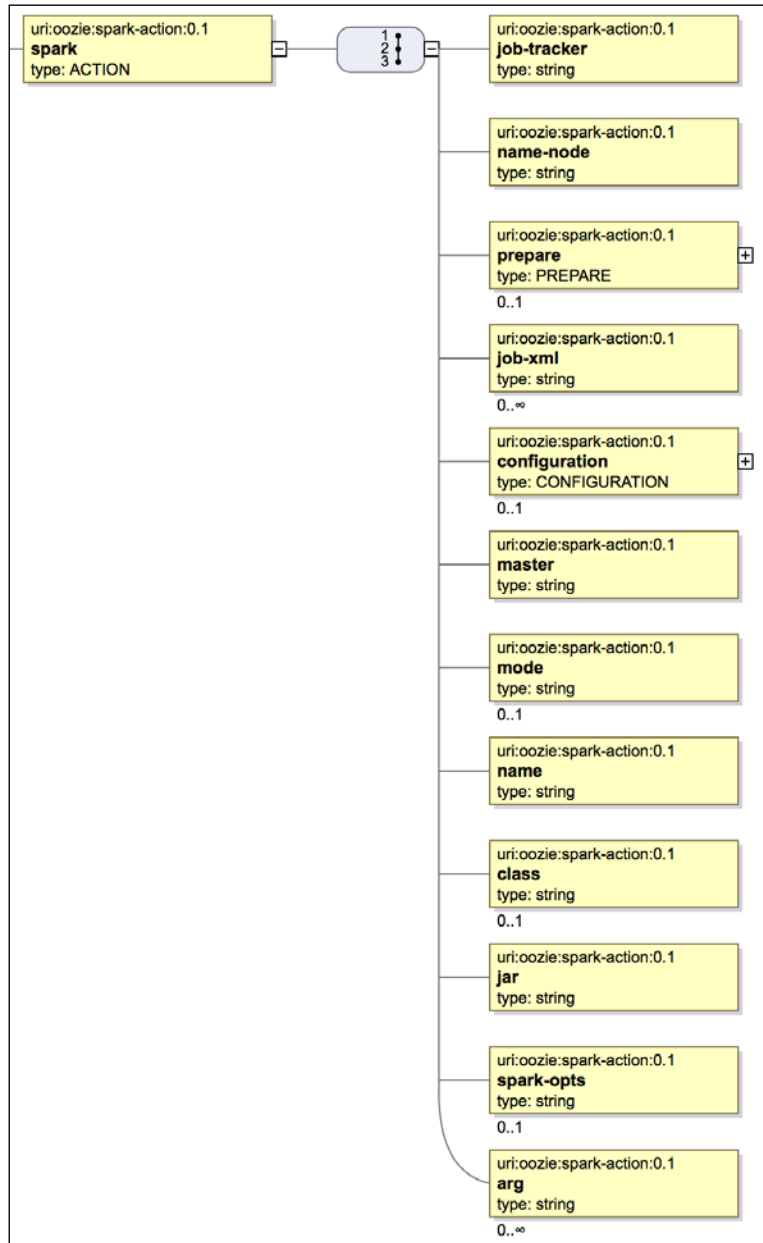 uri:oozie:spark-action:0.1
spark
type: ACTION
1
2
3
uri:oozie:spark-action:0.1
job-tracker
type: string
uri:oozie:spark-action:0.1
name-node
type: string
uri:oozie:spark-action:0.1
prepare
type: PREPARE
0..1
uri:oozie:spark-action:0.1
job-xml
type: string
0..∞
uri:oozie:spark-action:0.1
configuration
type: CONFIGURATION
0..1
uri:oozie:spark-action:0.1
master
type: string
uri:oozie:spark-action:0.1
mode
type: string
0..1
uri:oozie:spark-action:0.1
name
type: string
uri:oozie:spark-action:0.1
class
type: string
0..1
uri:oozie:spark-action:0.1
jar
type: string
uri:oozie:spark-action:0.1
spark-opts
type: string
0..1
uri:oozie:spark-action:0.1
arg
type: string
0..∞